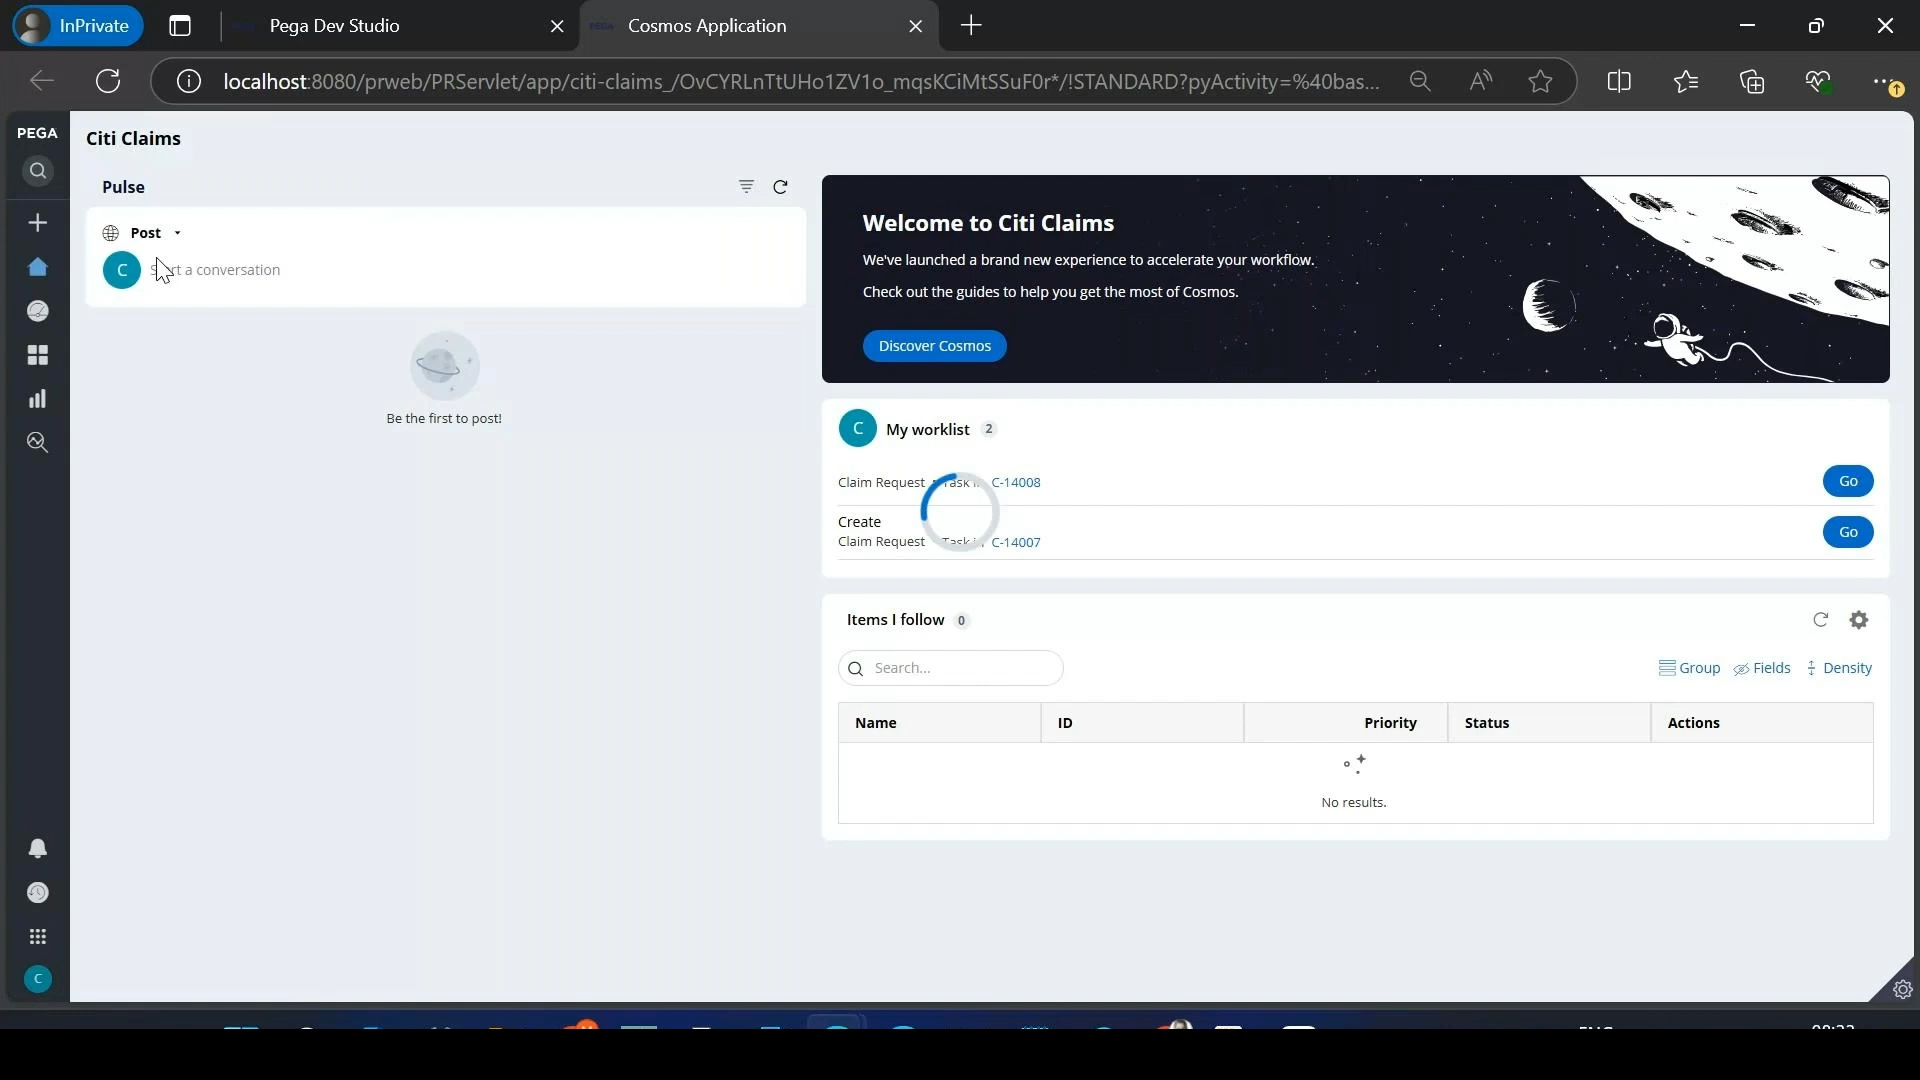 InPrivate
Pega Dev Studio
Cosmos Application
localhost:8080/prweb/PRServlet/app/citi-claims_/OvCYRLnTtUHo1ZV1o_mqsKCiMtSSuF0r*/!STANDARD?pyActivity=%40bas...
PEGA
Citi Claims
Pulse
Post
C
a conversation
Be the first to post!
Welcome to Citi Claims
We've launched a brand new experience to accelerate your workflow.
Check out the guides to help you get the most of Cosmos.
Discover Cosmos
C My worklist 2
Claim Request Task C-14008
Go
Create
Claim Request Task in C-14007
Go
Items I follow 0
Search...
Group Fields Density
Name ID Priority Status Actions
No results.
C